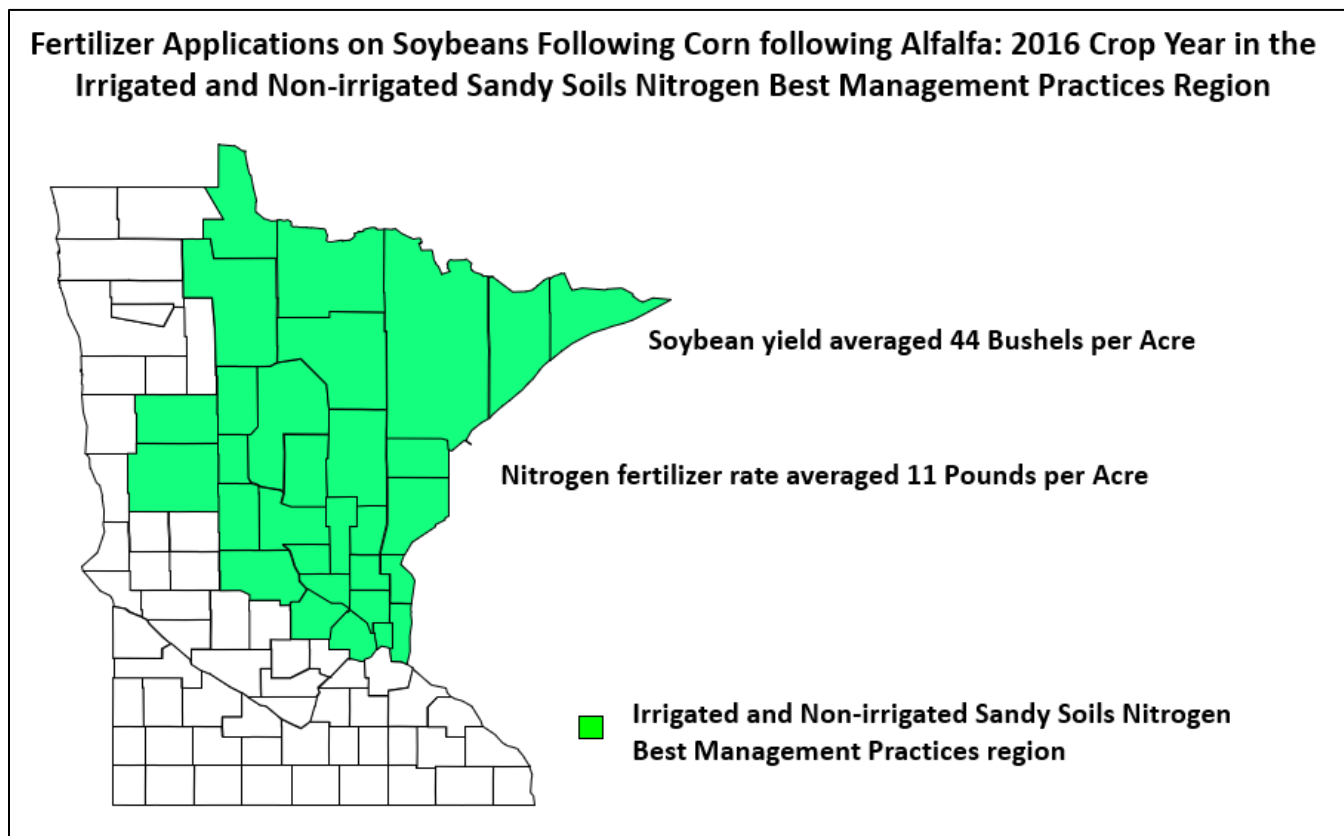 Fertilizer Applications on Soybeans Following Corn following Alfalfa: 2016 Crop Year in the
Irrigated and Non-irrigated Sandy Soils Nitrogen Best Management Practices Region
Soybean yield averaged 44 Bushels per Acre
Nitrogen fertilizer rate averaged 11 Pounds per Acre
Irrigated and Non-irrigated Sandy Soils Nitrogen
Best Management Practices region